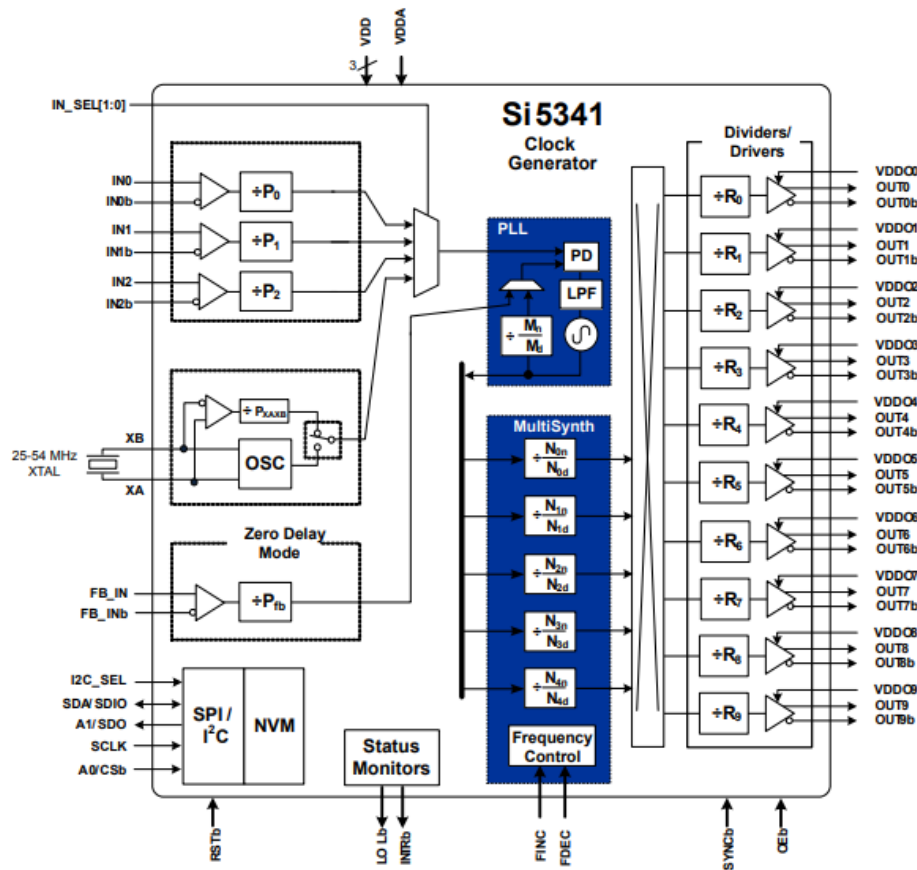 VDD
VDDA
3
IN_SEL[1:0]
Si5341
Clock
Generator
Dividers/
Drivers
IN0
IN0b
÷P0
IN1
IN1b
÷P1
IN2
IN2b
÷P2
PLL
PD
LPF
÷ Mn
Md
XB
25-54 MHz
XTAL
XA
÷ PXAXB
OSC
Zero Delay
Mode
FB_IN
FB_INb
÷Pfb
MultiSynth
÷ N0n
N0d
÷ N1n
N1d
÷ N2n
N2d
÷ N3n
N3d
÷ N4n
N4d
Frequency
Control
÷R0
VDDO0
OUT0
OUT0b
÷R1
VDDO1
OUT1
OUT1b
÷R2
VDDO2
OUT2
OUT2b
÷R3
VDDO3
OUT3
OUT3b
÷R4
VDDO4
OUT4
OUT4b
÷R5
VDDO5
OUT5
OUT5b
÷R6
VDDO6
OUT6
OUT6b
÷R7
VDDO7
OUT7
OUT7b
÷R8
VDDO8
OUT8
OUT8b
÷R9
VDDO9
OUT9
OUT9b
I2C_SEL
SDA/SDIO
A1/SDO
SCLK
A0/CSb
SPI /
I2C
NVM
Status
Monitors
RSTb
LOLb
INTRb
FINC
FDEC
SYNCb
OEb